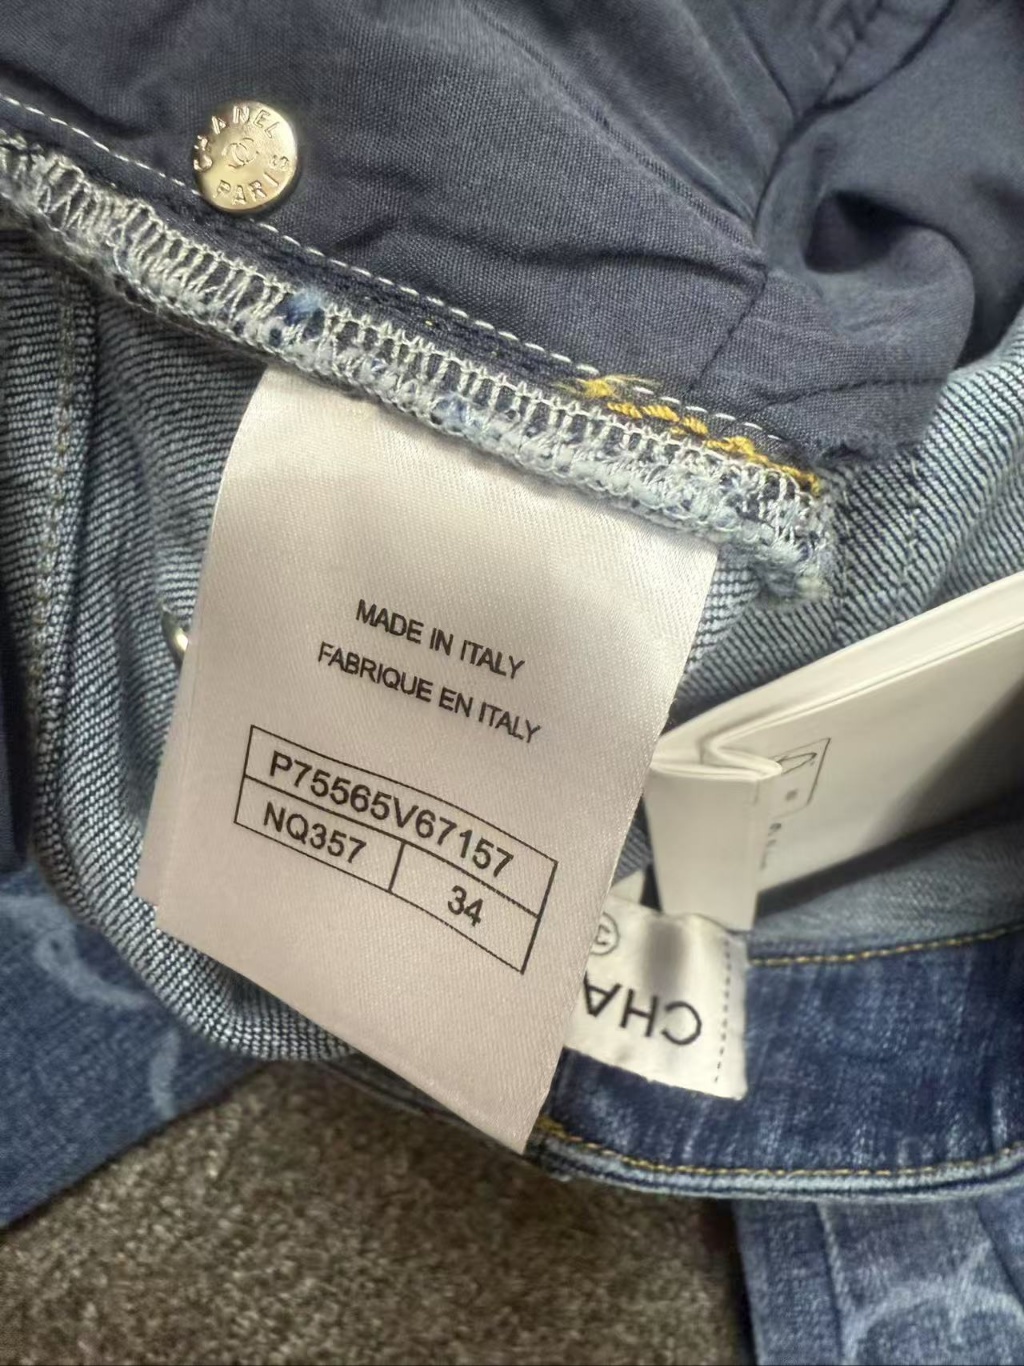 CHANEL
PARIS
MADE IN ITALY
FABRIQUE EN ITALY
P75565V67157
NQ357
34
CHA